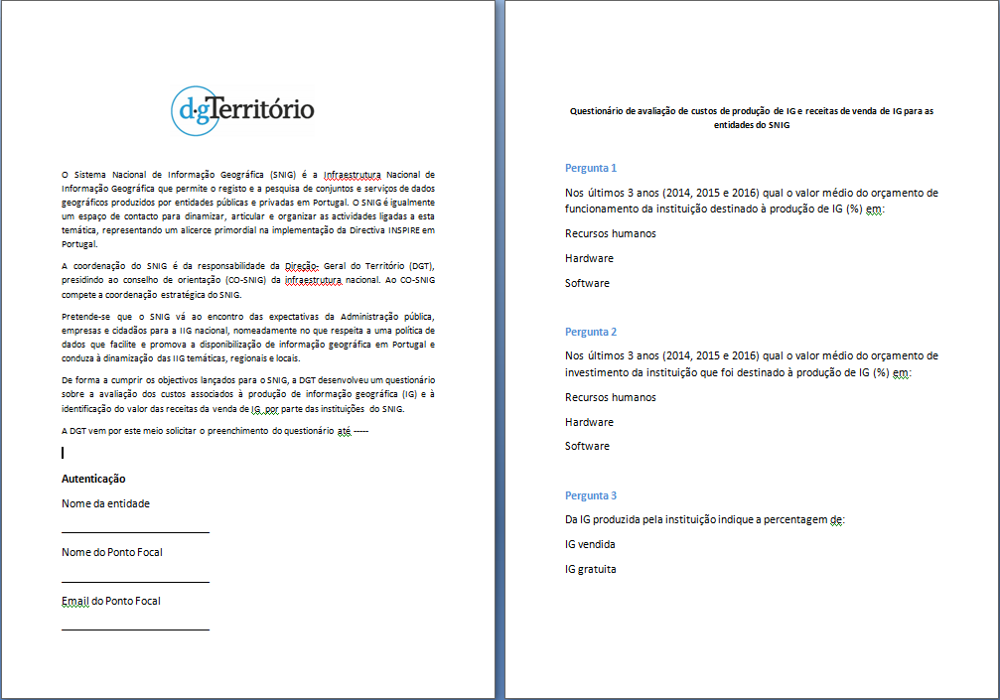 d·gTerritório
O Sistema Nacional de Informação Geográfica (SNIG) é a Infraestrutura Nacional de
Informação Geográfica que permite o registo e a pesquisa de conjuntos e serviços de dados
geográficos produzidos por entidades públicas e privadas em Portugal. O SNIG é igualmente
um espaço de contacto para dinamizar, articular e organizar as actividades ligadas a esta
temática, representando um alicerce primordial na implementação da Directiva INSPIRE em
Portugal.
A coordenação do SNIG é da responsabilidade da Direção- Geral do Território (DGT),
presidindo ao conselho de orientação (CO-SNIG) da infraestrutura nacional. Ao CO-SNIG
compete a coordenação estratégica do SNIG.
Pretende-se que o SNIG vá ao encontro das expectativas da Administração pública,
empresas e cidadãos para a IIG nacional, nomeadamente no que respeita a uma política de
dados que facilite e promova a disponibilização de informação geográfica em Portugal e
conduza à dinamização das IIG temáticas, regionais e locais.
De forma a cumprir os objectivos lançados para o SNIG, a DGT desenvolveu um questionário
sobre a avaliação dos custos associados à produção de informação geográfica (IG) e à
identificação do valor das receitas da venda de IG por parte das instituições do SNIG.
A DGT vem por este meio solicitar o preenchimento do questionário até -----
Autenticação
Nome da entidade
Nome do Ponto Focal
Email do Ponto Focal
Questionário de avaliação de custos de produção de IG e receitas de venda de IG para as
entidades do SNIG
Pergunta 1
Nos últimos 3 anos (2014, 2015 e 2016) qual o valor médio do orçamento de
funcionamento da instituição destinado à produção de IG (%) em:
Recursos humanos
Hardware
Software
Pergunta 2
Nos últimos 3 anos (2014, 2015 e 2016) qual o valor médio do orçamento de
investimento da instituição que foi destinado à produção de IG (%) em:
Recursos humanos
Hardware
Software
Pergunta 3
Da IG produzida pela instituição indique a percentagem de:
IG vendida
IG gratuita